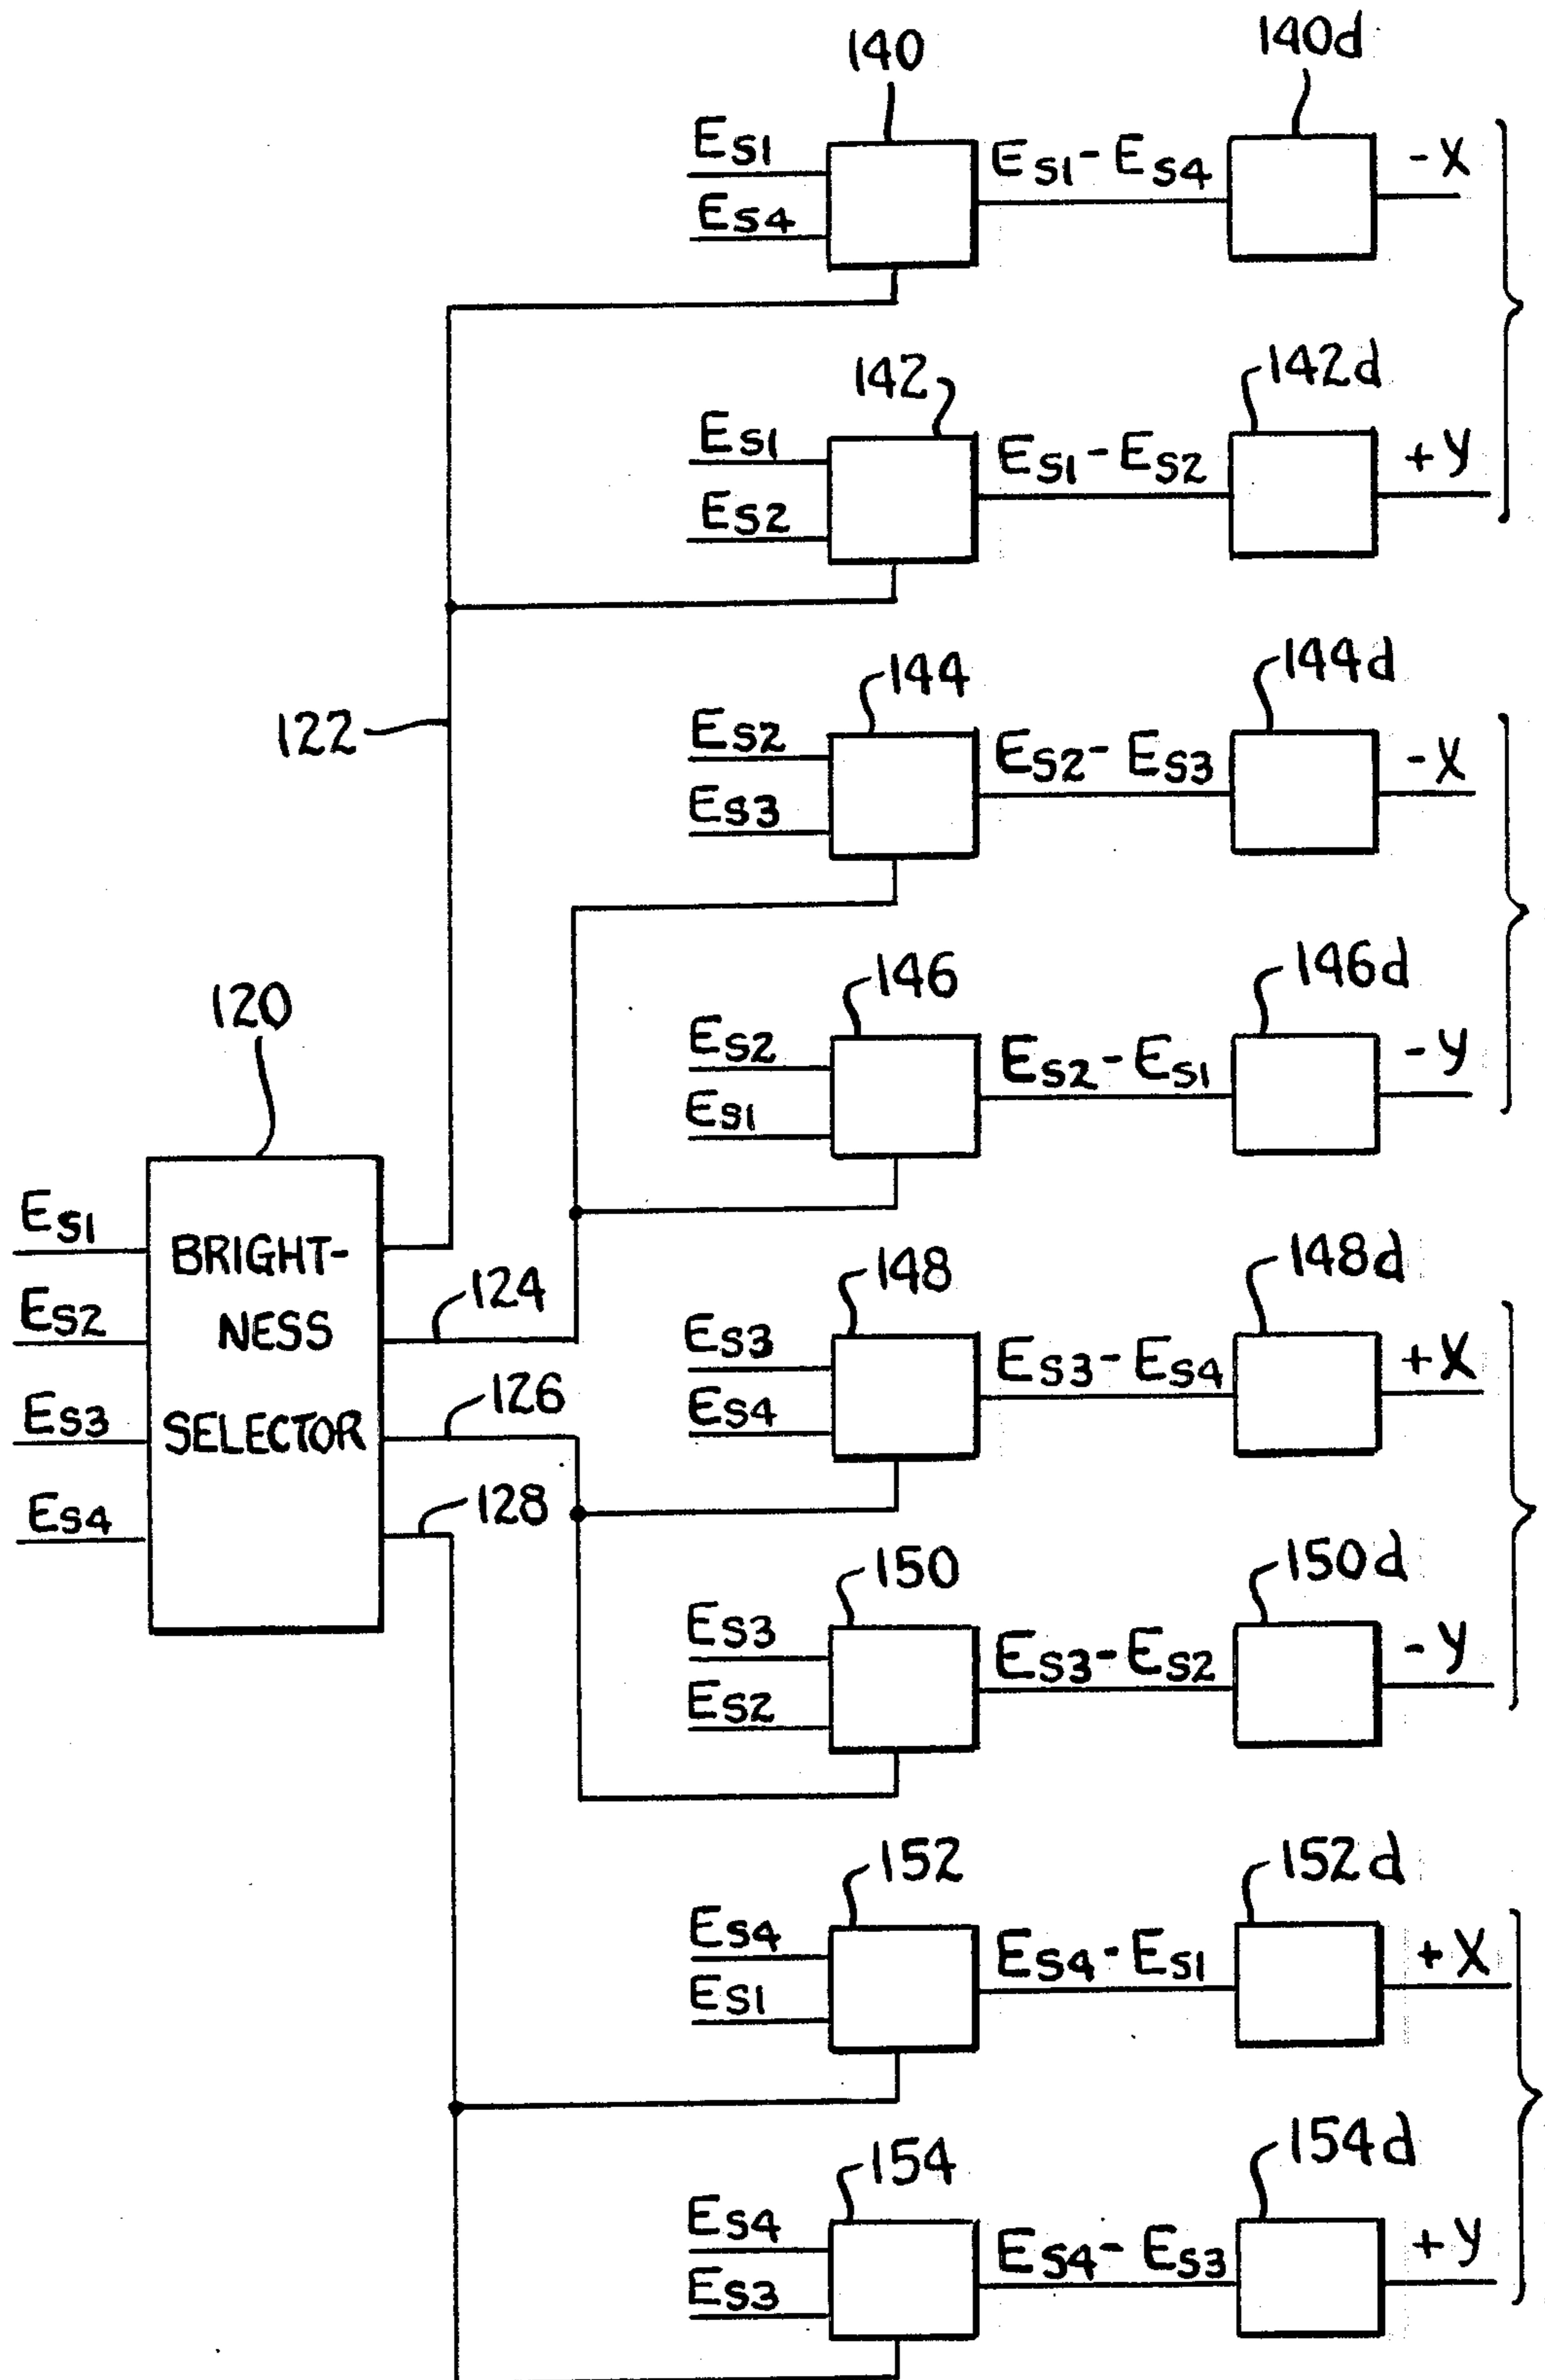 140
140d
ES1
ES4
ES1-ES4
-X
142
142d
ES1
ES2
ES1-ES2
+Y
122
144
144d
ES2
ES3
ES2-ES3
-X
146
146d
ES2
ES1
ES2-ES1
-Y
120
ES1
ES2
ES3
ES4
BRIGHT-
NESS
SELECTOR
124
126
128
148
148d
ES3
ES4
ES3-ES4
+X
150
150d
ES3
ES2
ES3-ES2
-Y
152
152d
ES4
ES1
ES4-ES1
+X
154
154d
ES4
ES3
ES4-ES3
+Y